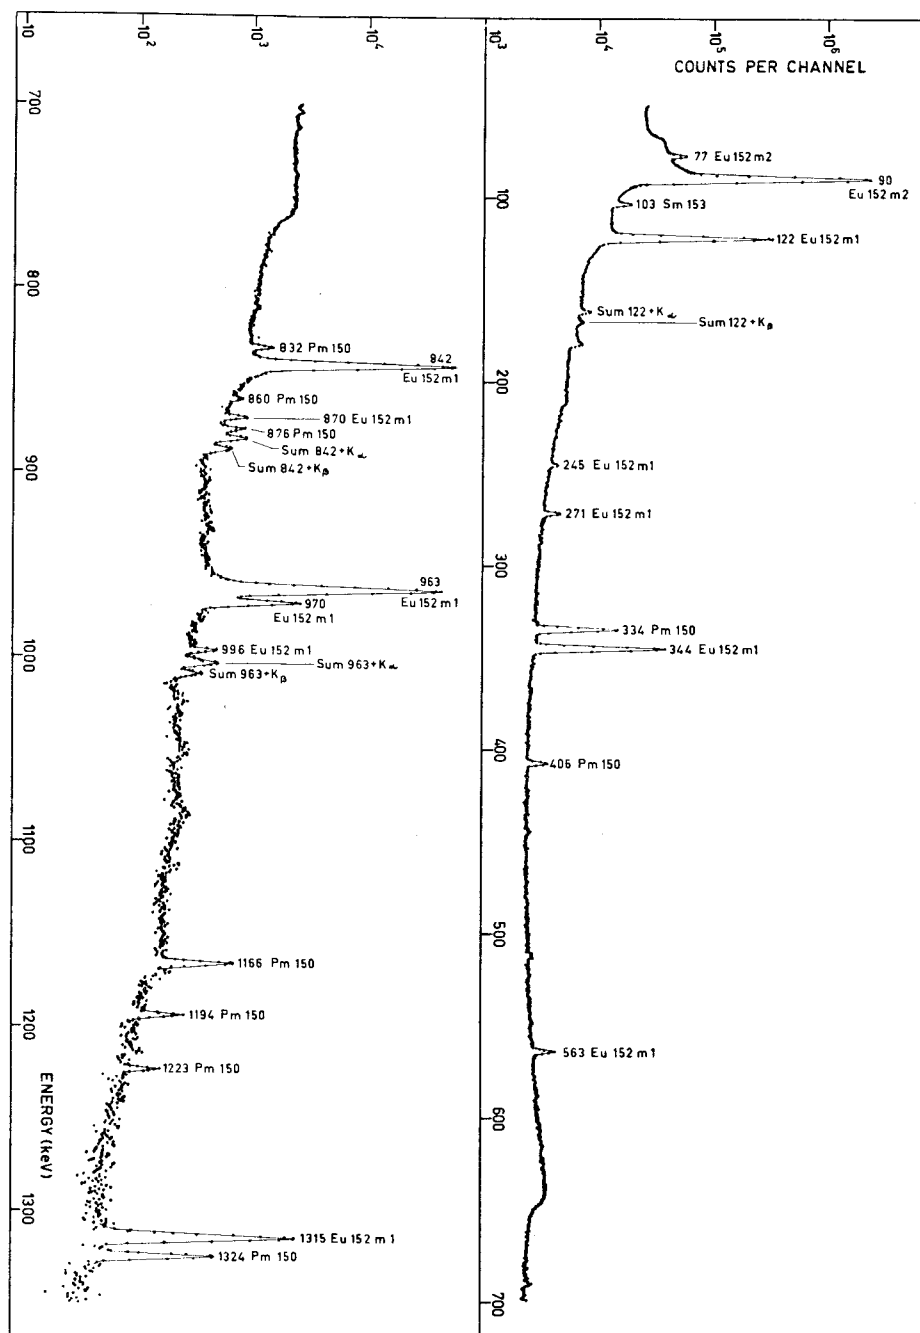 10³
10⁴
10⁵
10⁶
COUNTS PER CHANNEL
77 Eu 152 m2
90
Eu 152 m2
100
103 Sm 153
122 Eu 152 m1
Sum 122 + Kα
Sum 122 + Kβ
200
245 Eu 152 m1
271 Eu 152 m1
300
334 Pm 150
344 Eu 152 m1
400
406 Pm 150
500
563 Eu 152 m1
600
700
10
10²
10³
10⁴
700
800
832 Pm 150
842
Eu 152 m1
860 Pm 150
870 Eu 152 m1
876 Pm 150
Sum 842 + Kα
Sum 842 + Kβ
900
963
Eu 152 m1
970
Eu 152 m1
996 Eu 152 m1
1000
Sum 963 + Kα
Sum 963 + Kβ
1100
1166 Pm 150
1194 Pm 150
1200
1223 Pm 150
ENERGY (keV)
1300
1315 Eu 152 m1
1324 Pm 150